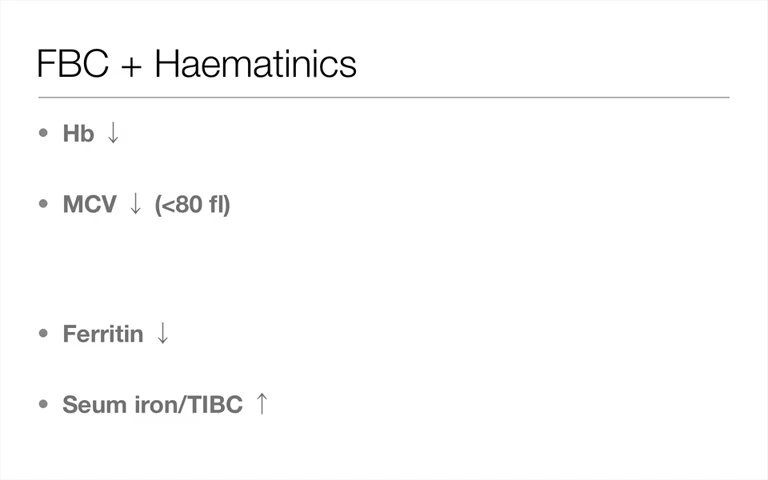 FBC + Haematinics
• Hb ↓
• MCV ↓ (<80 fl)
• Ferritin ↓
• Seum iron/TIBC ↑